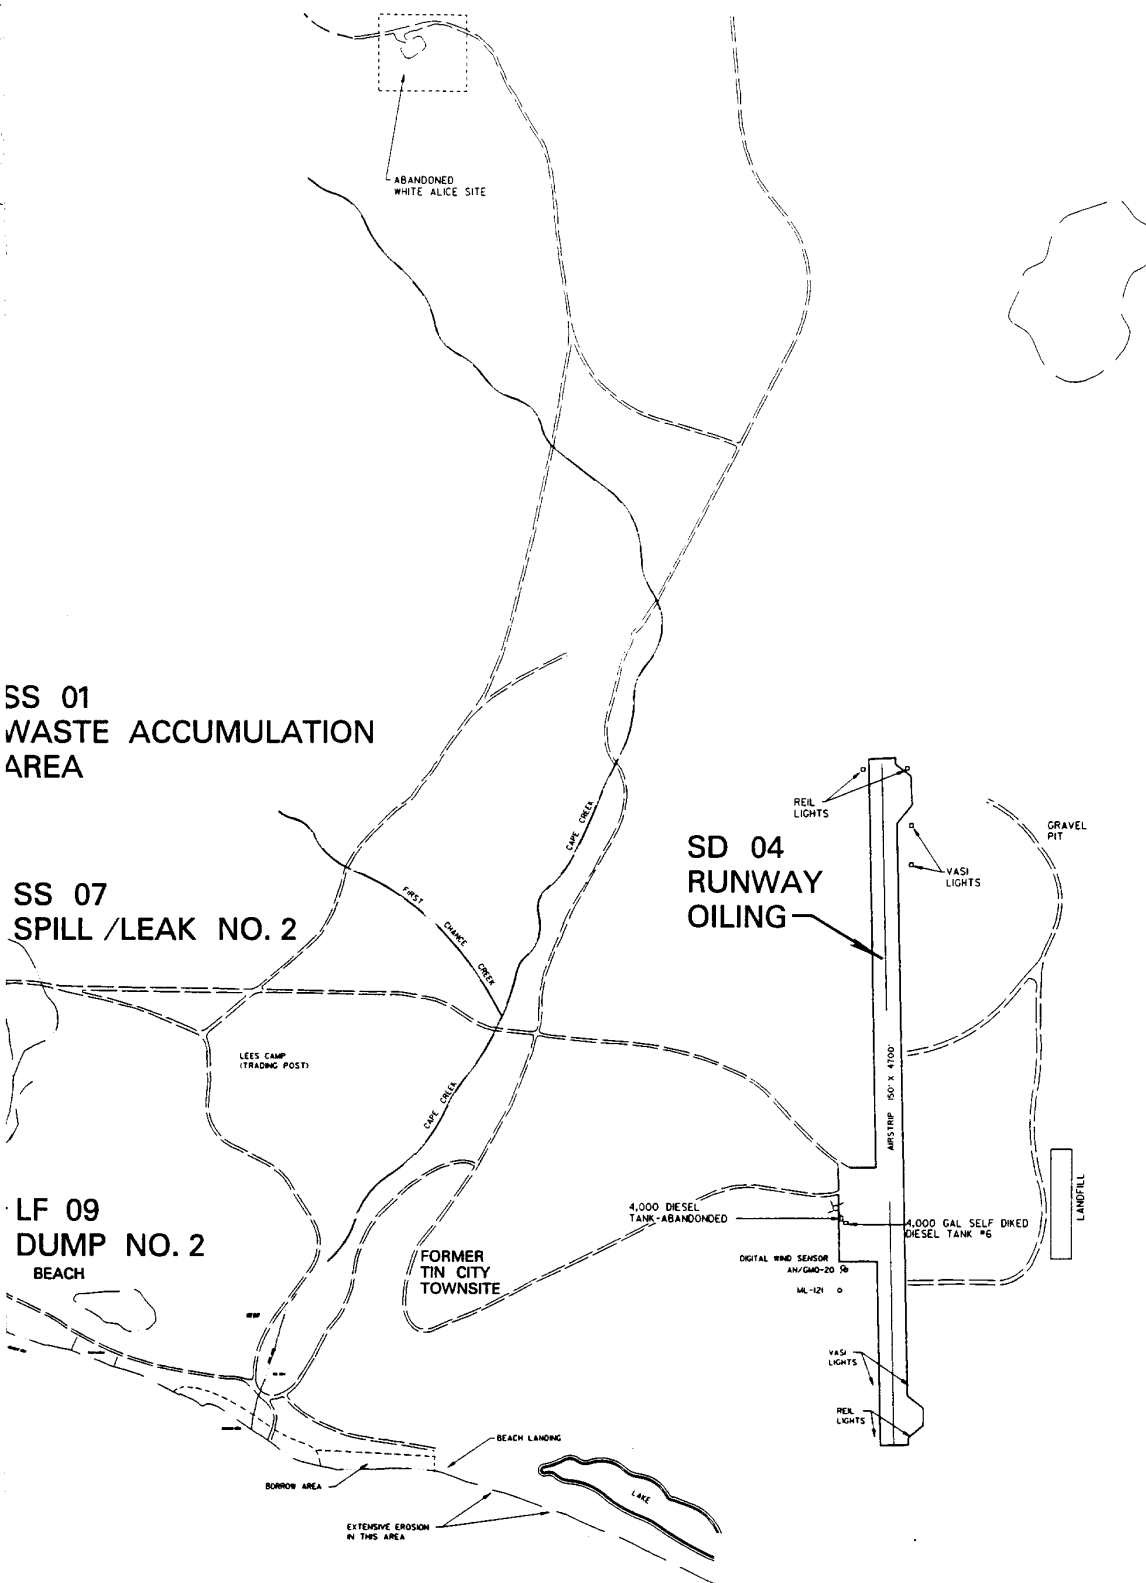 ABANDONED
WHITE ALICE SITE
SS 01
WASTE ACCUMULATION
AREA
REIL
LIGHTS
GRAVEL
PIT
CAPE CREEK
SD 04
RUNWAY
OILING
VASI
LIGHTS
SS 07
SPILL /LEAK NO. 2
FIRST CHANCE CREEK
LEES CAMP
(TRADING POST)
AIRSTRIP 150' X 4700'
CAPE CREEK
LF 09
DUMP NO. 2
BEACH
4,000 DIESEL
TANK-ABANDONDED
LANDFILL
4,000 GAL SELF DIKED
DIESEL TANK #6
FORMER
TIN CITY
TOWNSITE
DIGITAL WIND SENSOR
AN/GMQ-20
ML-121
VASI
LIGHTS
REIL
LIGHTS
BEACH LANDING
BORROW AREA
LAKE
EXTENSIVE EROSION
IN THIS AREA